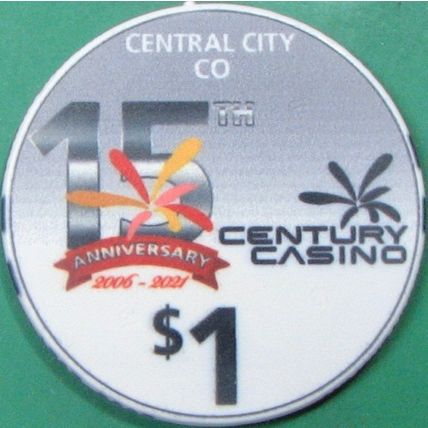 CENTRAL CITY
CO
15TH
ANNIVERSARY
2006 - 2021
CENTURY
CASINO
$1